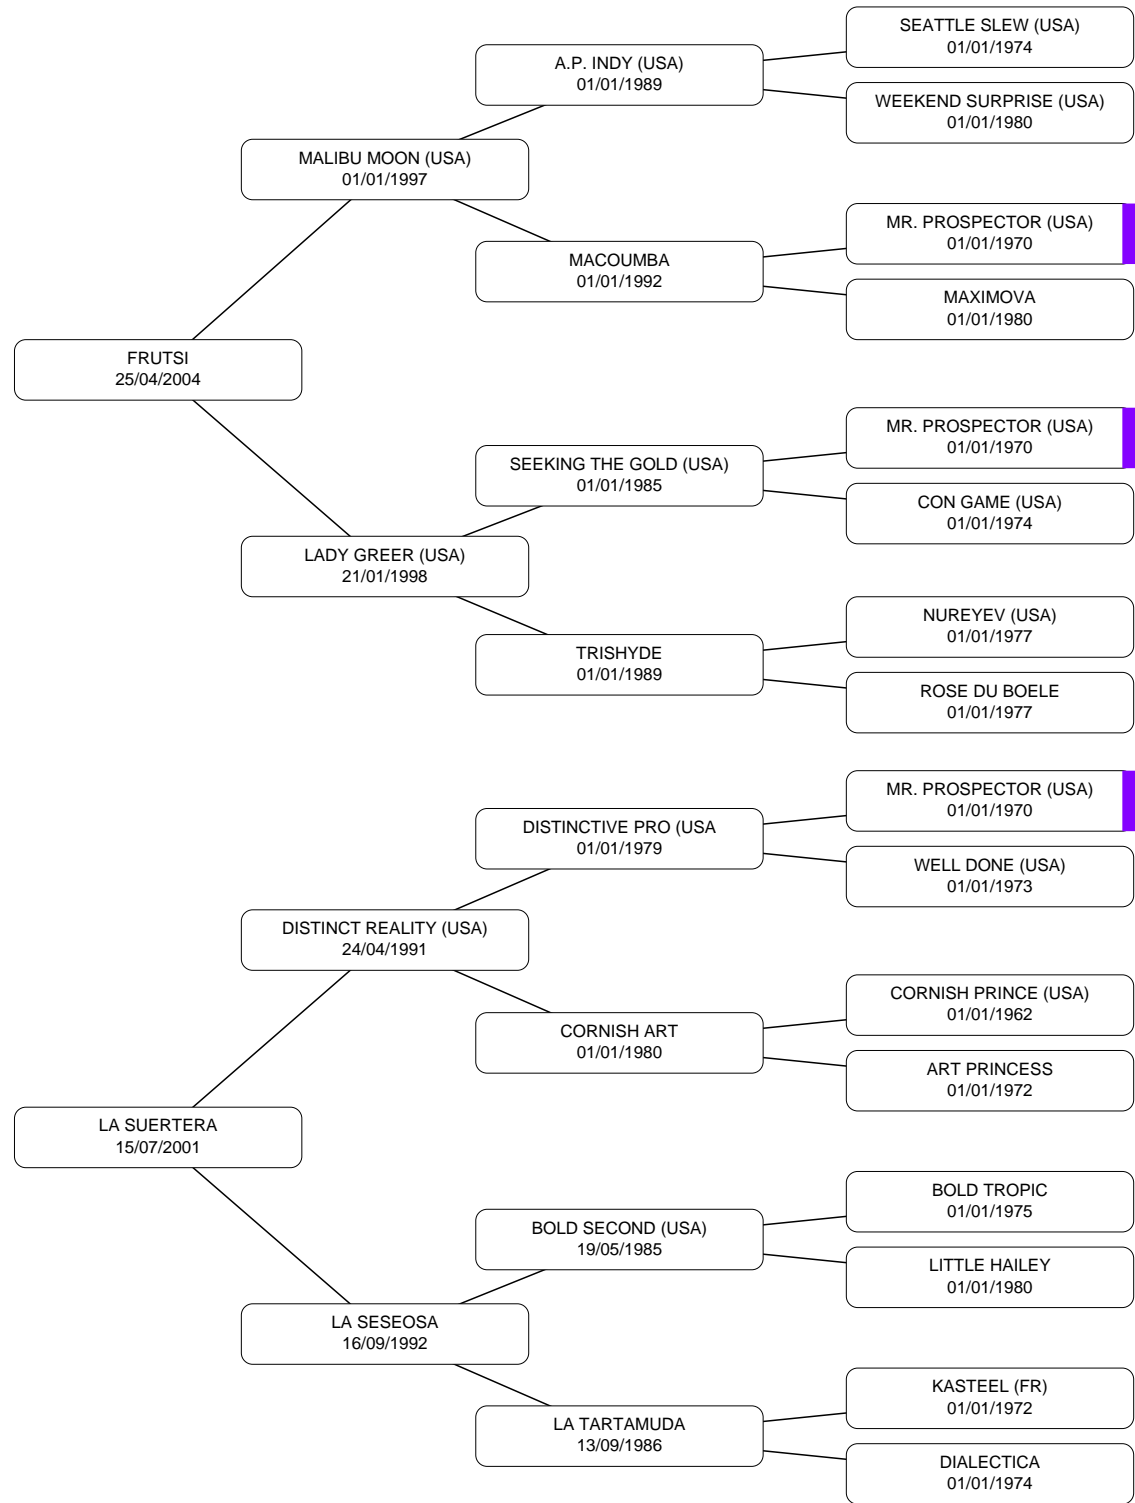 SEATTLE SLEW (USA)
01/01/1974
A.P. INDY (USA)
01/01/1989
WEEKEND SURPRISE (USA)
01/01/1980
MALIBU MOON (USA)
01/01/1997
MR. PROSPECTOR (USA)
01/01/1970
MACOUMBA
01/01/1992
MAXIMOVA
01/01/1980
FRUTSI
25/04/2004
MR. PROSPECTOR (USA)
01/01/1970
SEEKING THE GOLD (USA)
01/01/1985
CON GAME (USA)
01/01/1974
LADY GREER (USA)
21/01/1998
NUREYEV (USA)
01/01/1977
TRISHYDE
01/01/1989
ROSE DU BOELE
01/01/1977
MR. PROSPECTOR (USA)
01/01/1970
DISTINCTIVE PRO (USA
01/01/1979
WELL DONE (USA)
01/01/1973
DISTINCT REALITY (USA)
24/04/1991
CORNISH PRINCE (USA)
01/01/1962
CORNISH ART
01/01/1980
ART PRINCESS
01/01/1972
LA SUERTERA
15/07/2001
BOLD TROPIC
01/01/1975
BOLD SECOND (USA)
19/05/1985
LITTLE HAILEY
01/01/1980
LA SESEOSA
16/09/1992
KASTEEL (FR)
01/01/1972
LA TARTAMUDA
13/09/1986
DIALECTICA
01/01/1974